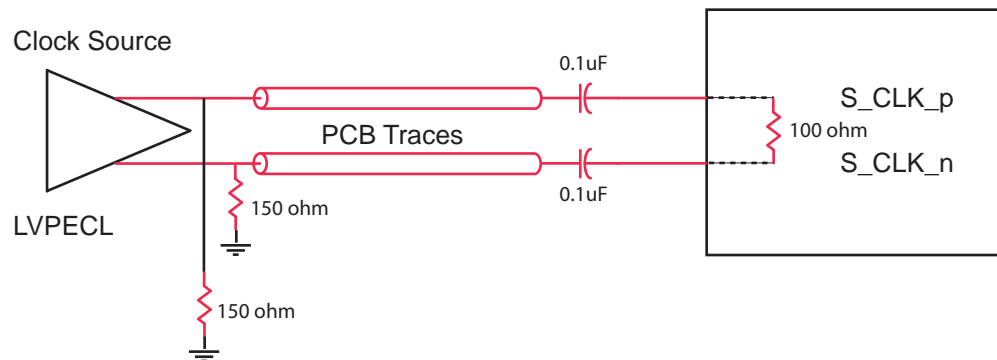 Clock Source
0.1uF
S_CLK_p
PCB Traces
100 ohm
S_CLK_n
0.1uF
150 ohm
LVPECL
150 ohm